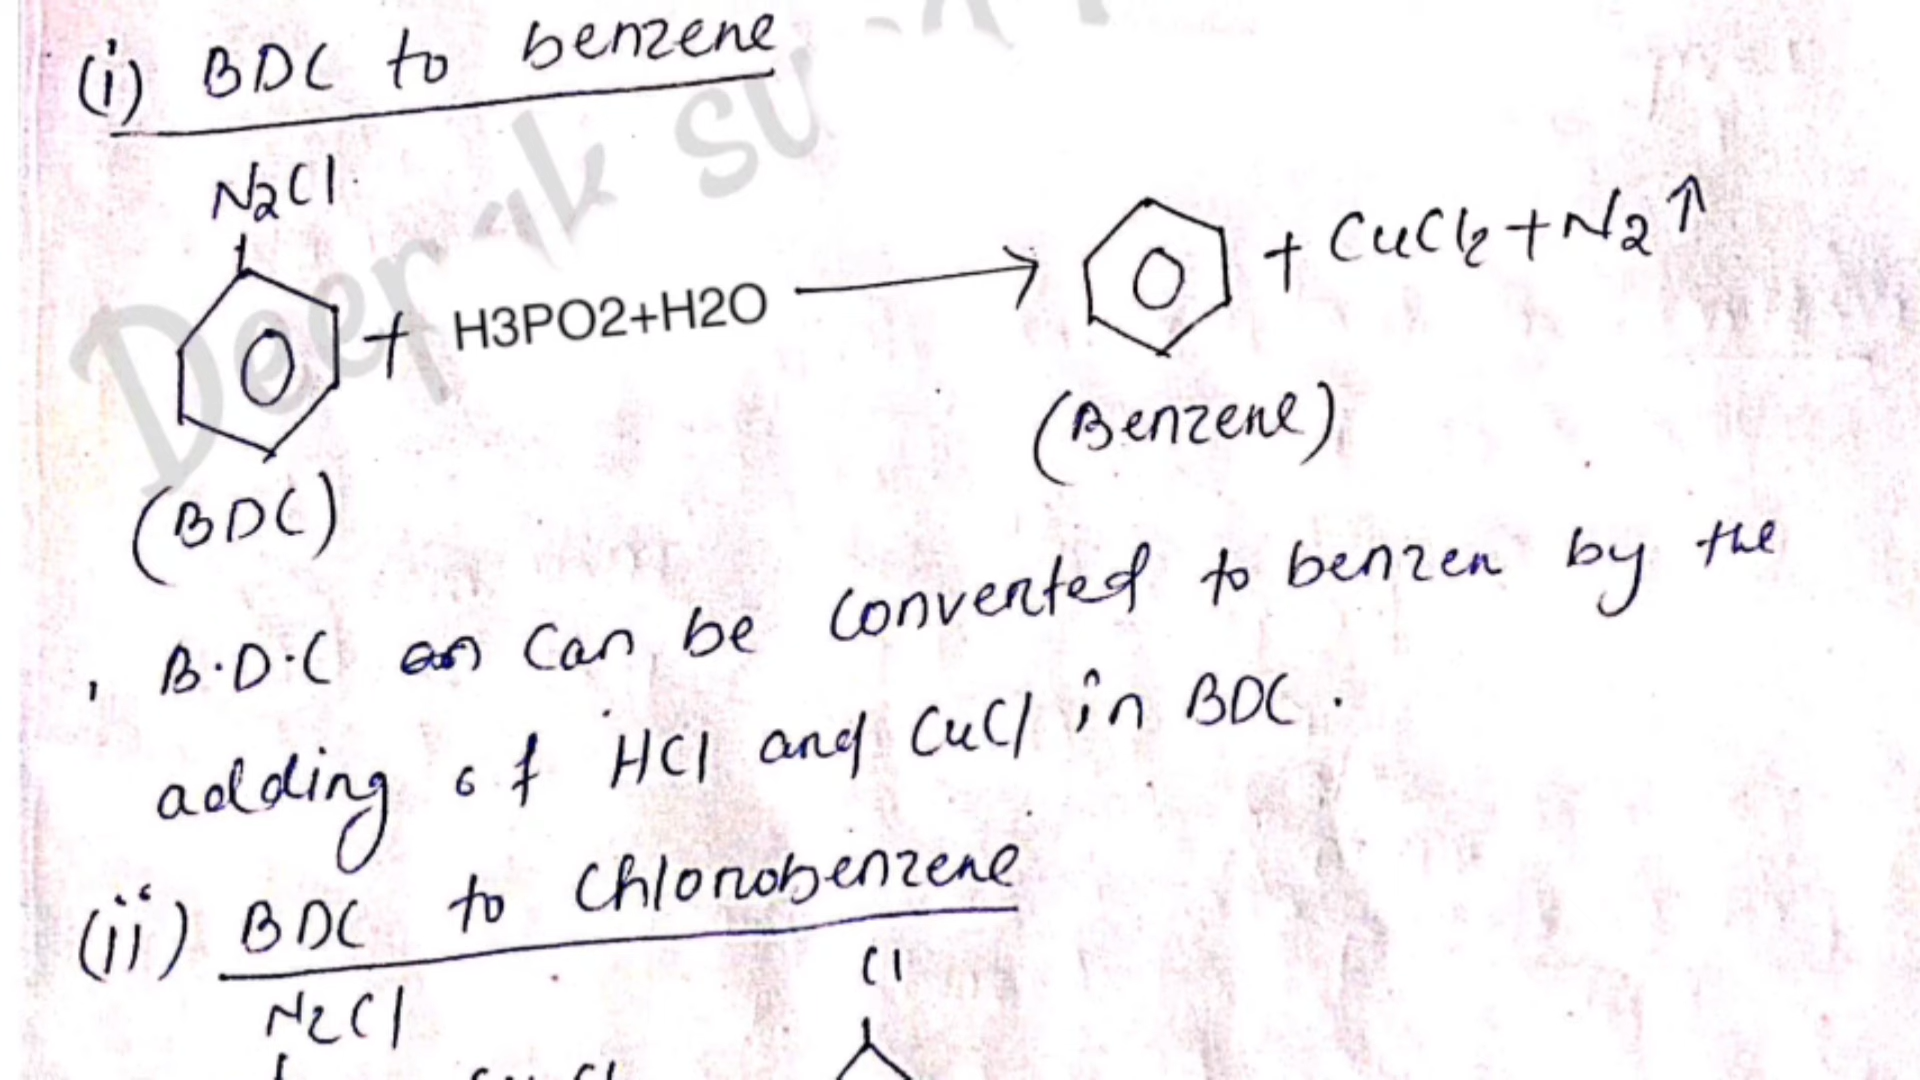 (i) BDC to benzene
N2Cl
+ H3PO2+H2O → + CuCl2 + N2↑
(Benzene)
(BDC)
B.D.C can be converted to benzen by the
adding of HCl and CuCl in BDC.
(ii) BDC to Chlorobenzene
Cl
N2Cl